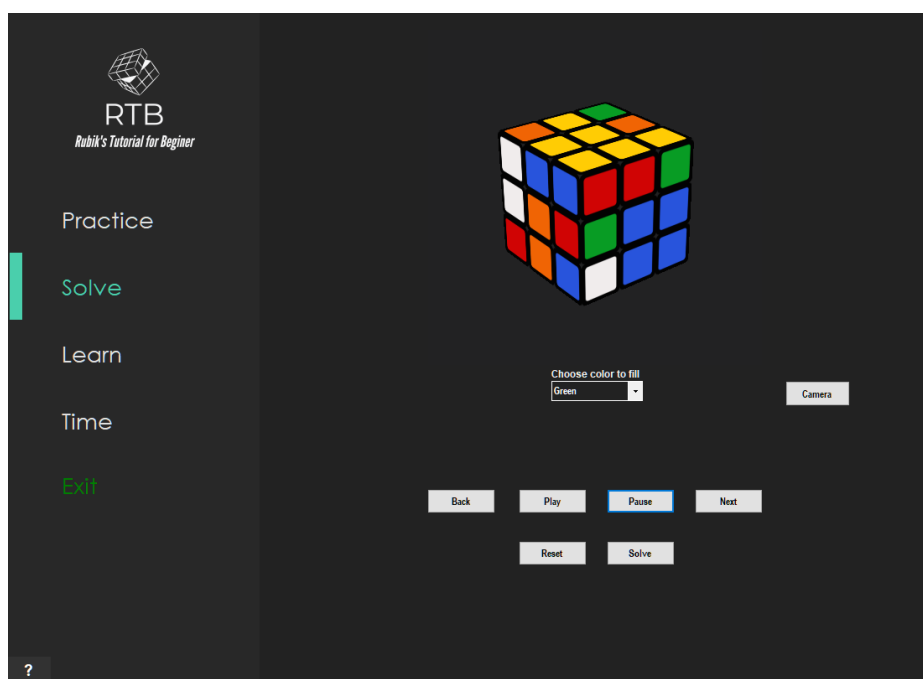 RTB
Rubik's Tutorial for Beginer
Practice
Solve
Learn
Time
Exit
?
Choose color to fill
Green
Camera
Back
Play
Pause
Next
Reset
Solve